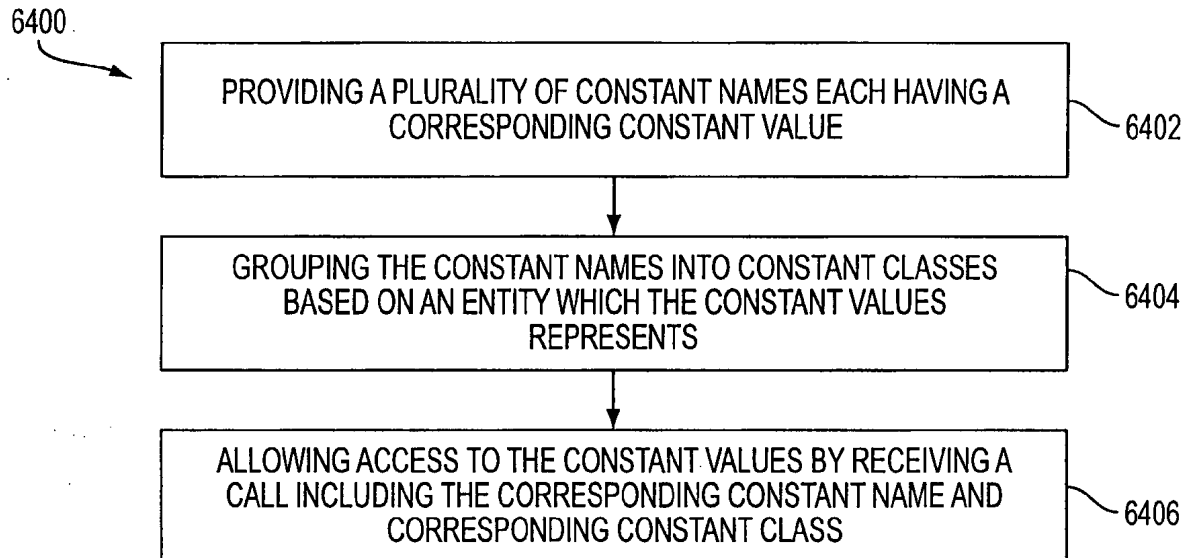 6400
PROVIDING A PLURALITY OF CONSTANT NAMES EACH HAVING A
CORRESPONDING CONSTANT VALUE
6402
GROUPING THE CONSTANT NAMES INTO CONSTANT CLASSES
BASED ON AN ENTITY WHICH THE CONSTANT VALUES
REPRESENTS
6404
ALLOWING ACCESS TO THE CONSTANT VALUES BY RECEIVING A
CALL INCLUDING THE CORRESPONDING CONSTANT NAME AND
CORRESPONDING CONSTANT CLASS
6406